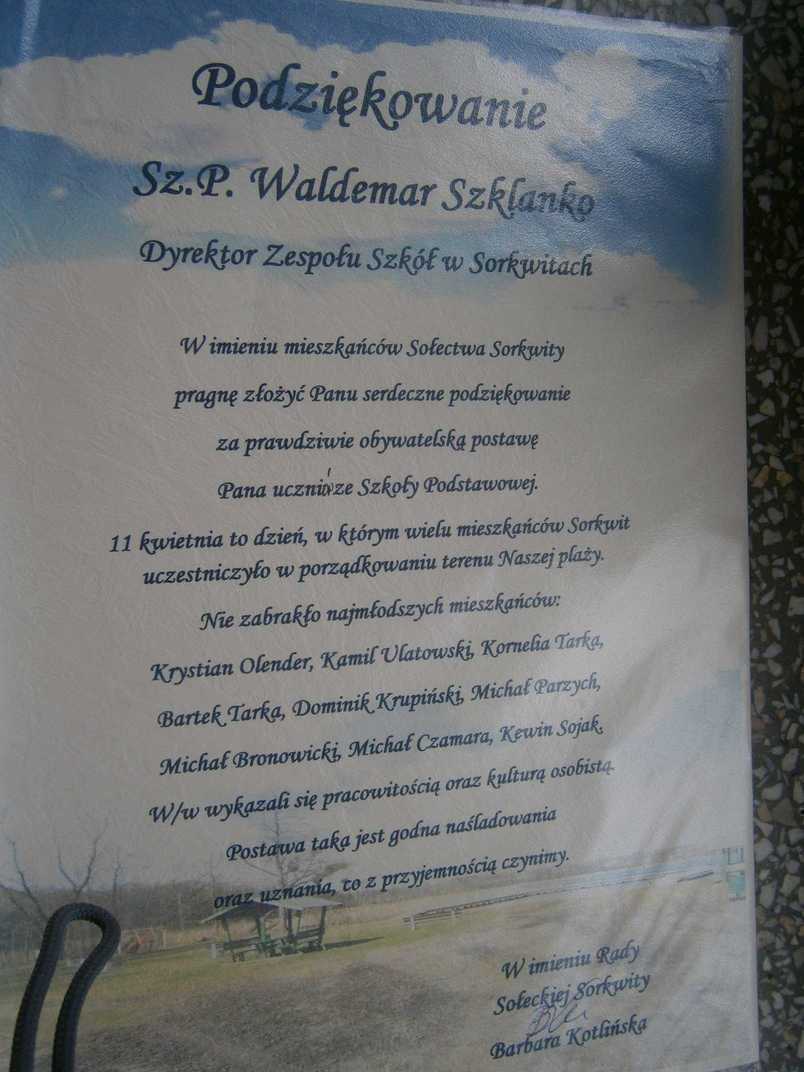 Podziękowanie
Sz.P. Waldemar Szklanko
Dyrektor Zespołu Szkół w Sorkwitach
W imieniu mieszkańców Sołectwa Sorkwity
pragnę złożyć Panu serdeczne podziękowanie
za prawdziwie obywatelską postawę
Pana uczniów ze Szkoły Podstawowej.
11 kwietnia to dzień, w którym wielu mieszkańców Sorkwit
uczestniczyło w porządkowaniu terenu Naszej plaży.
Nie zabrakło najmłodszych mieszkańców:
Krystian Olender, Kamil Ulatowski, Kornelia Tarka,
Bartek Tarka, Dominik Krupiński, Michał Parzych,
Michał Bronowicki, Michał Czamara, Kewin Sojak.
W/w wykazali się pracowitością oraz kulturą osobistą.
Postawa taka jest godna naśladowania
oraz uznania, co z przyjemnością czynimy.
W imieniu Rady
Sołeckiej Sorkwity
Barbara Kotlińska